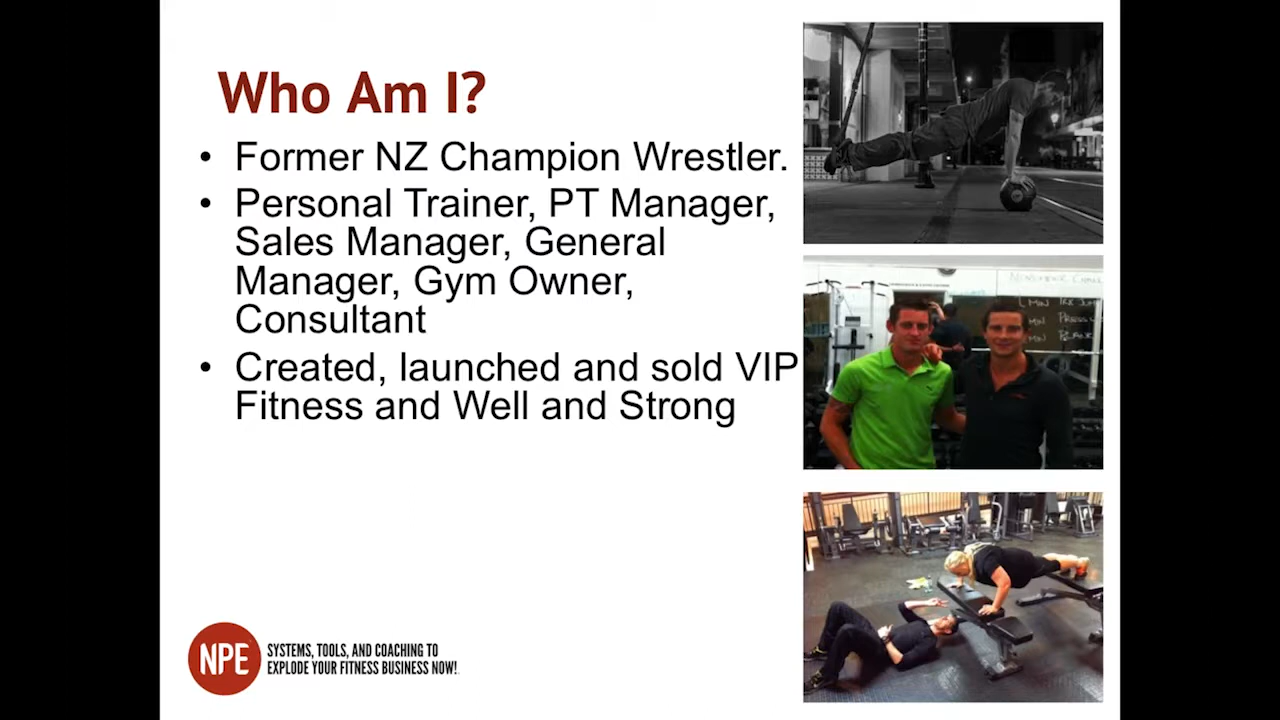 Who Am I?
• Former NZ Champion Wrestler.
• Personal Trainer, PT Manager,
Sales Manager, General
Manager, Gym Owner,
Consultant
• Created, launched and sold VIP
Fitness and Well and Strong
NPE
SYSTEMS, TOOLS, AND COACHING TO
EXPLODE YOUR FITNESS BUSINESS NOW!